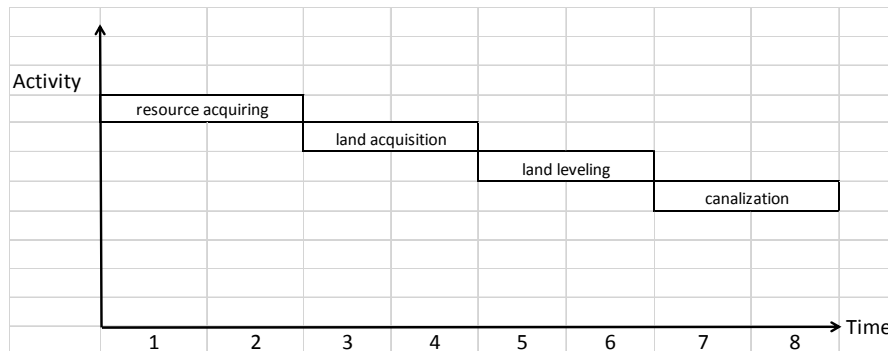 Activity
resource acquiring
land acquisition
land leveling
canalization
Time
1 2 3 4 5 6 7 8